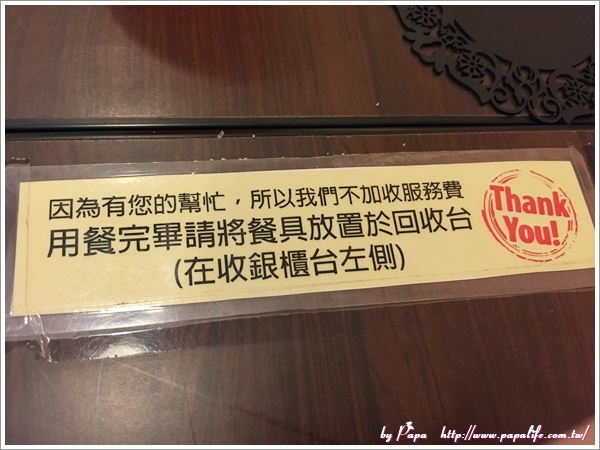 因為有您的幫忙，所以我們不加收服務費
用餐完畢請將餐具放置於回收台
(在收銀櫃台左側)
Thank
You!
by Papa http://www.papalife.com.tw/